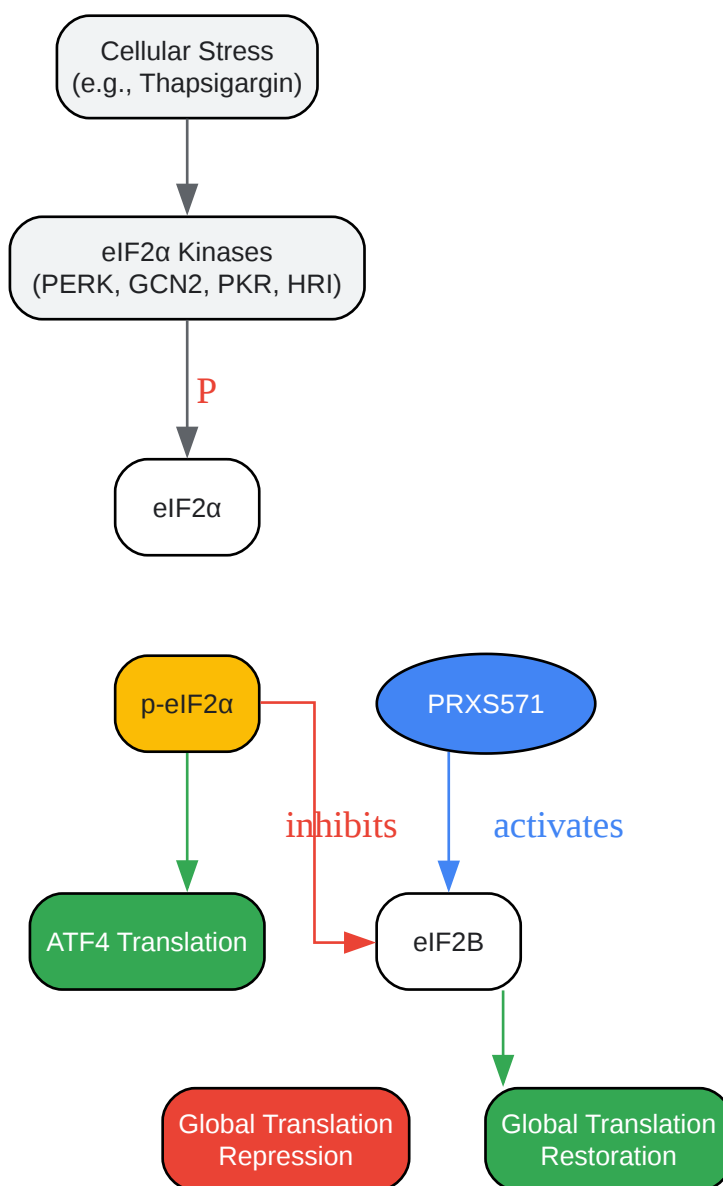 Cellular Stress
(e.g., Thapsigargin)
eIF2α Kinases
(PERK, GCN2, PKR, HRI)
P
eIF2α
p-eIF2α
PRXS571
inhibits
activates
ATF4 Translation
eIF2B
Global Translation
Repression
Global Translation
Restoration